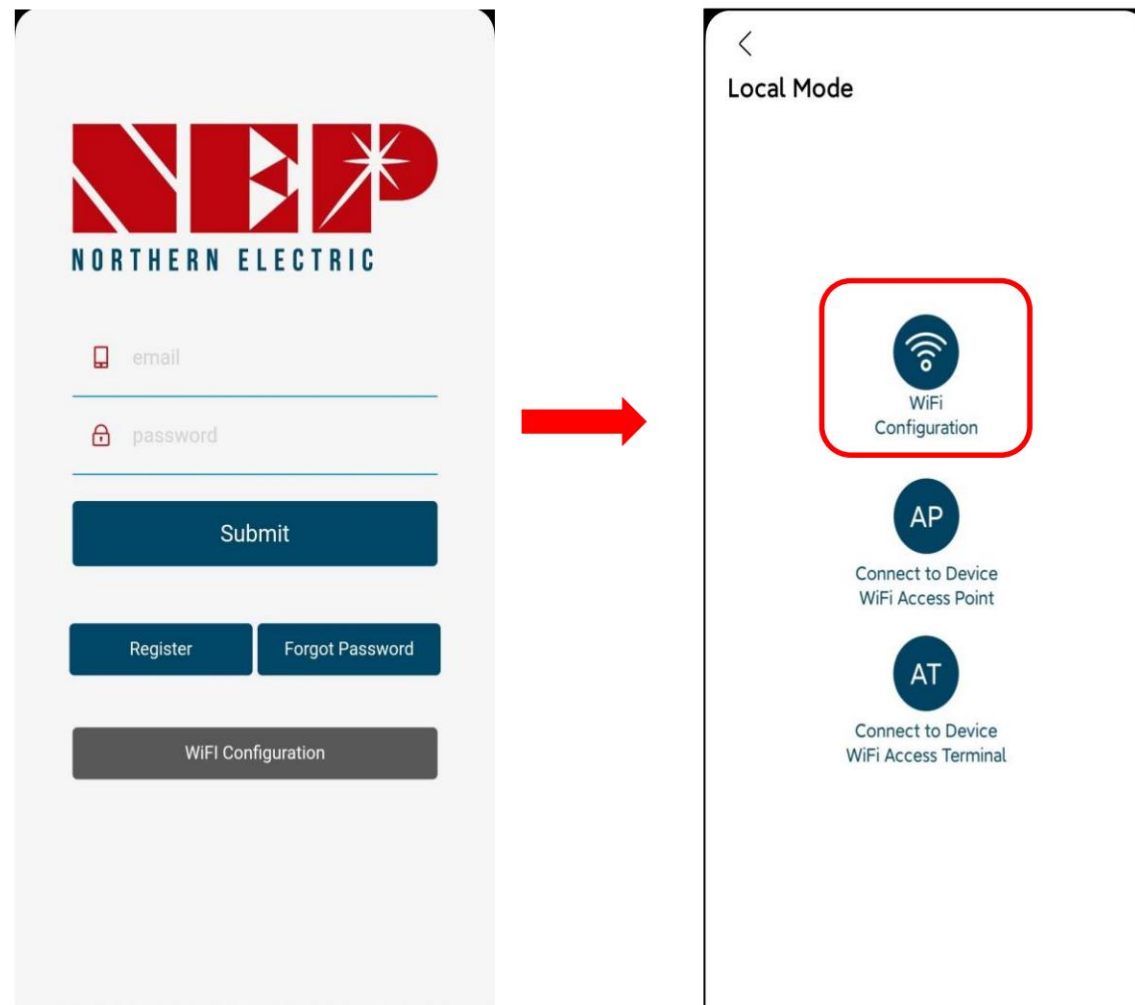 NEP
NORTHERN ELECTRIC
email
password
Submit
Register
Forgot Password
WiFI Configuration
Local Mode
WiFi
Configuration
AP
Connect to Device
WiFi Access Point
AT
Connect to Device
WiFi Access Terminal